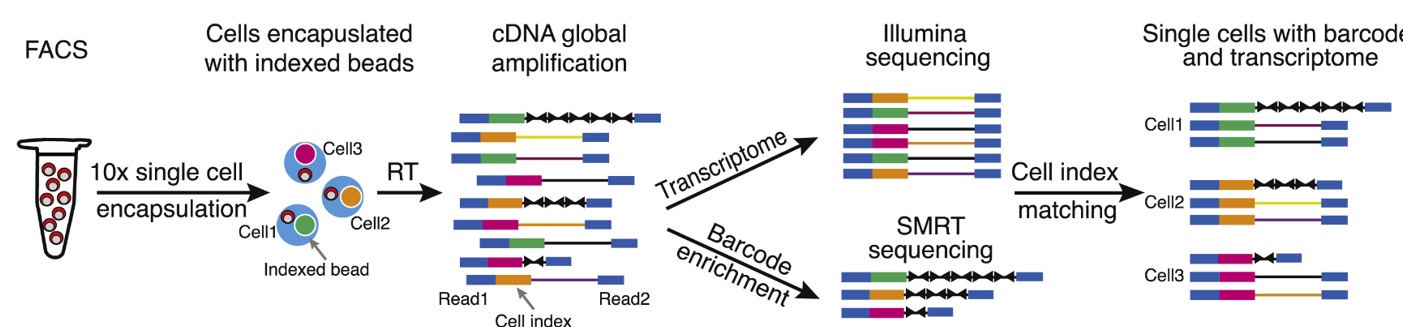 FACS
Cells encapuslated
with indexed beads
cDNA global
amplification
Illumina
sequencing
Single cells with barcode
and transcriptome
10x single cell
encapsulation
Cell3
Cell2
Cell1
Indexed bead
RT
Read1
Read2
Cell index
Transcriptome
Barcode
enrichment
SMRT
sequencing
Cell index
matching
Cell1
Cell2
Cell3